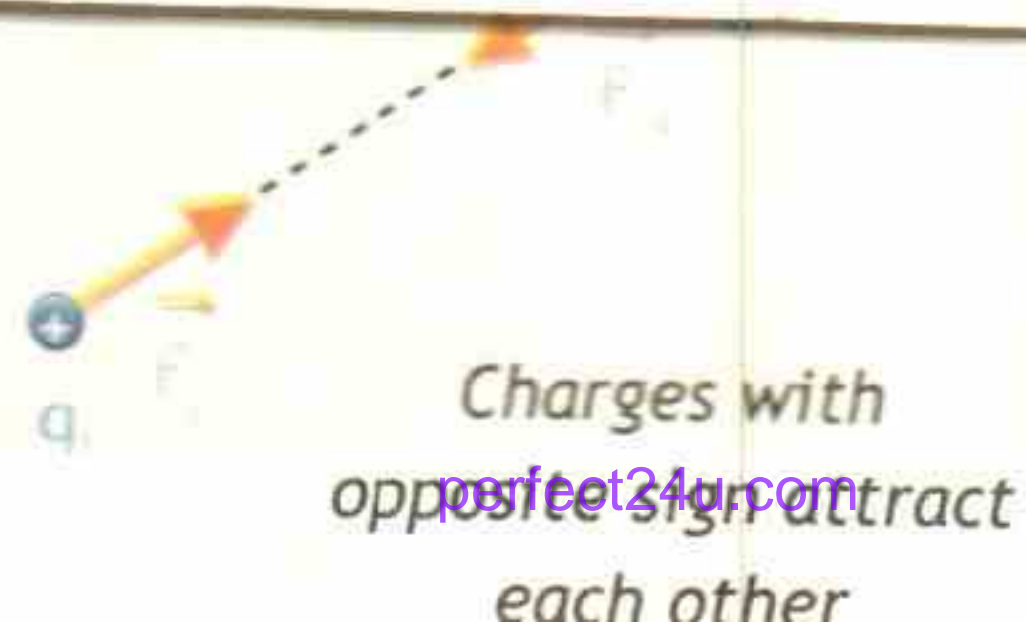 F
F
q
Charges with
opposite sign attract
perfect24u.com
each other